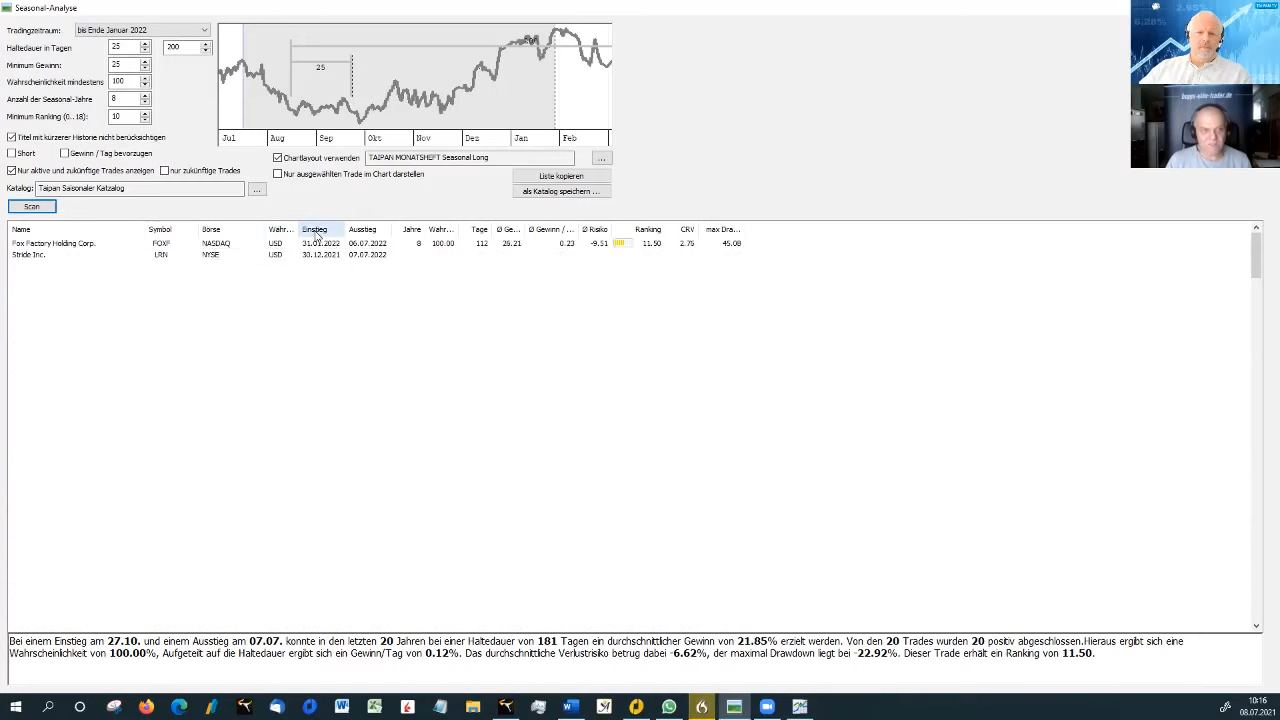 Seasonal-Analyse
Tradingzeitraum: bis Ende Januar 2022
Haltedauer in Tagen 25 200
Minimum Gewinn: 25
Wahrscheinlichkeit mindestens 100
Anzahl der Seasonal-Jahre 8
Minimum Ranking (0..18): 10
Titel mit kürzerer Historie nicht berücksichtigen
Short Gewinn / Tag bevorzugen
Nur aktive und zukünftige Trades anzeigen nur zukünftige Trades
Katalog: Taipan Saisonaler Katzalog ...
Scan
25
Jul Aug Sep Okt Nov Dez Jan Feb
Chartlayout verwenden TAIPAN MONATSHEFT Seasonal Long ...
Nur ausgewählten Trade im Chart darstellen
Liste kopieren
als Katalog speichern ...
Name Symbol Börse Währ... Einstieg Ausstieg Jahre Wahr... Tage Ø Ge... Ø Gewinn / ... Ø Risiko Ranking CRV max Dra...
Fox Factory Holding Corp. FOXF NASDAQ USD 31.01.2022 06.07.2022 8 100.00 112 26.21 0.23 -9.51 11.50 2.75 45.08
Stride Inc. LRN NYSE USD 30.12.2021 07.07.2022
Bei einem Einstieg am 27.10. und einem Ausstieg am 07.07. konnte in den letzten 20 Jahren bei einer Haltedauer von 181 Tagen ein durchschnittlicher Gewinn von 21.85% erzielt werden. Von den 20 Trades wurden 20 positiv abgeschlossen.Hieraus ergibt sich eine
Wahrscheinlichkeit von 100.00%, Aufgeteilt auf die Haltedauer ergibt sich ein Gewinn/Tag von 0.12%. Das durchschnittliche Verlustrisiko betrug dabei -6.62%, der maximal Drawdown liegt bei -22.92%. Dieser Trade erhält ein Ranking von 11.50.
10:16
08.07.2021